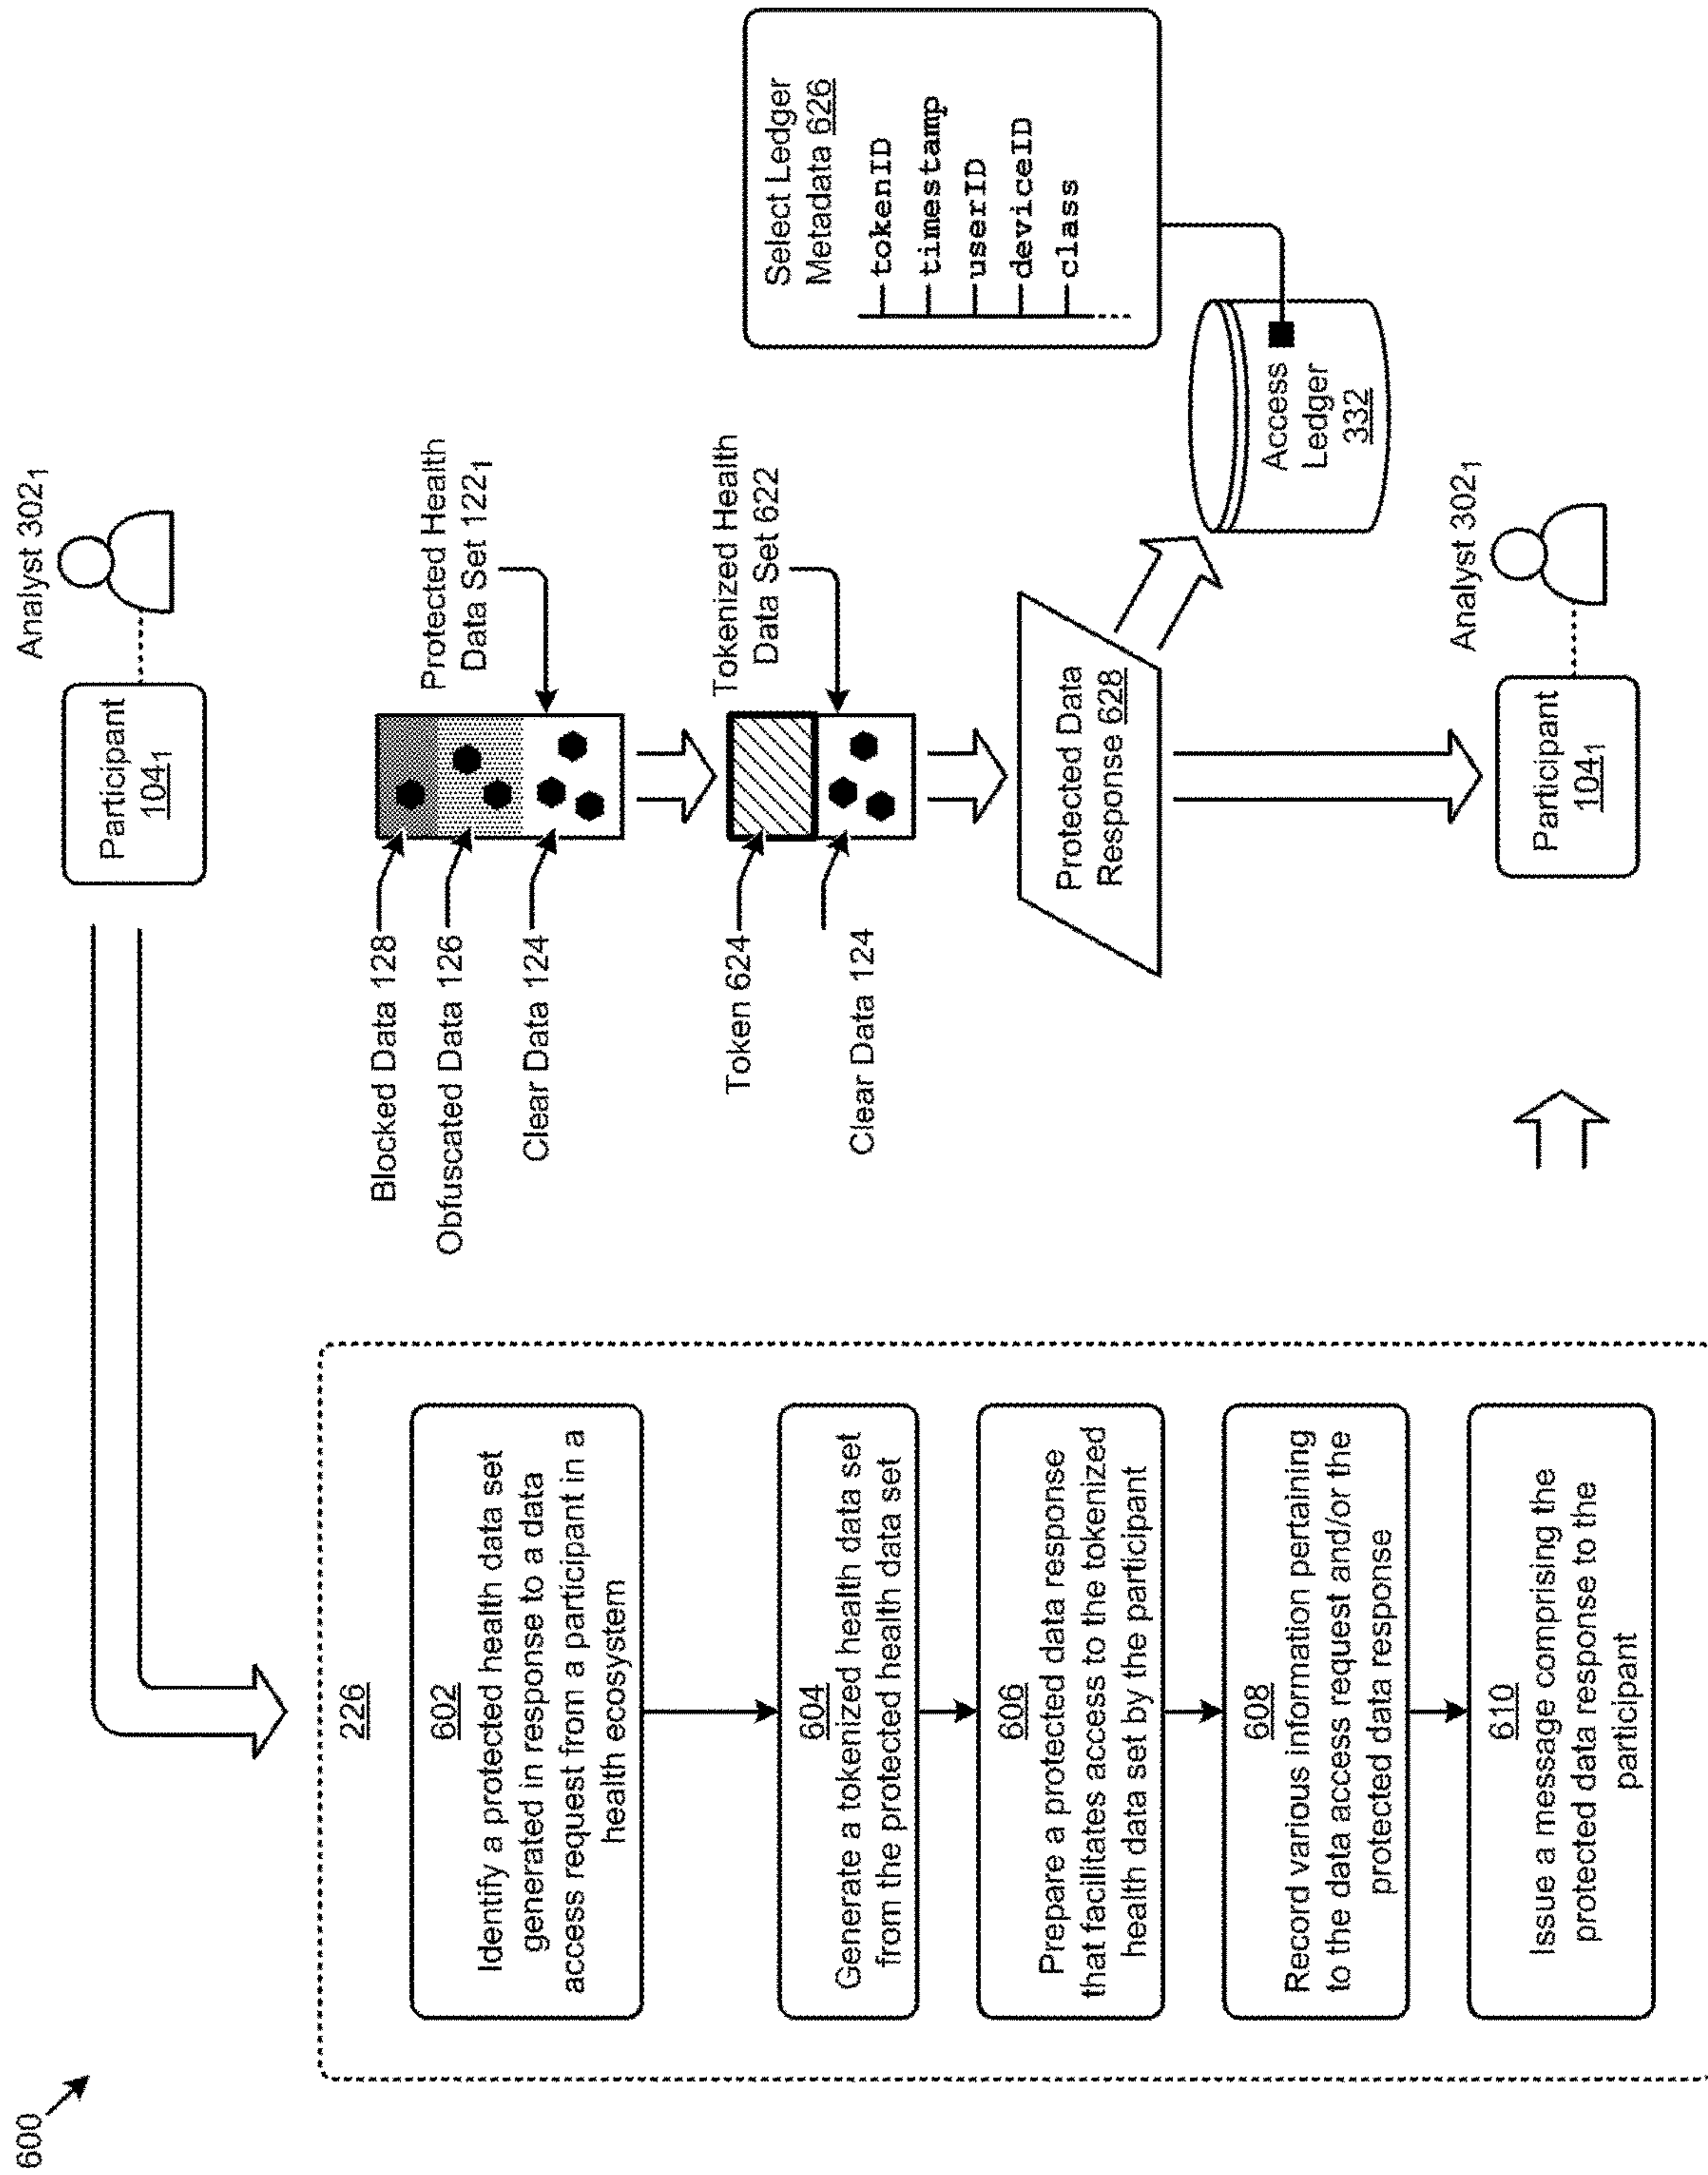 600
226
602
Identify a protected health data set
generated in response to a data
access request from a participant in a
health ecosystem
604
Generate a tokenized health data set
from the protected health data set
606
Prepare a protected data response
that facilitates access to the tokenized
health data set by the participant
608
Record various information pertaining
to the data access request and/or the
protected data response
610
Issue a message comprising the
protected data response to the
participant
Participant
104₁
Analyst 302₁
Blocked Data 128
Obfuscated Data 126
Clear Data 124
Protected Health
Data Set 122₁
Token 624
Clear Data 124
Tokenized Health
Data Set 622
Protected Data
Response 628
Access
Ledger
332
Select Ledger
Metadata 626
tokenID
timestamp
userID
deviceID
class
Participant
104₁
Analyst 302₁